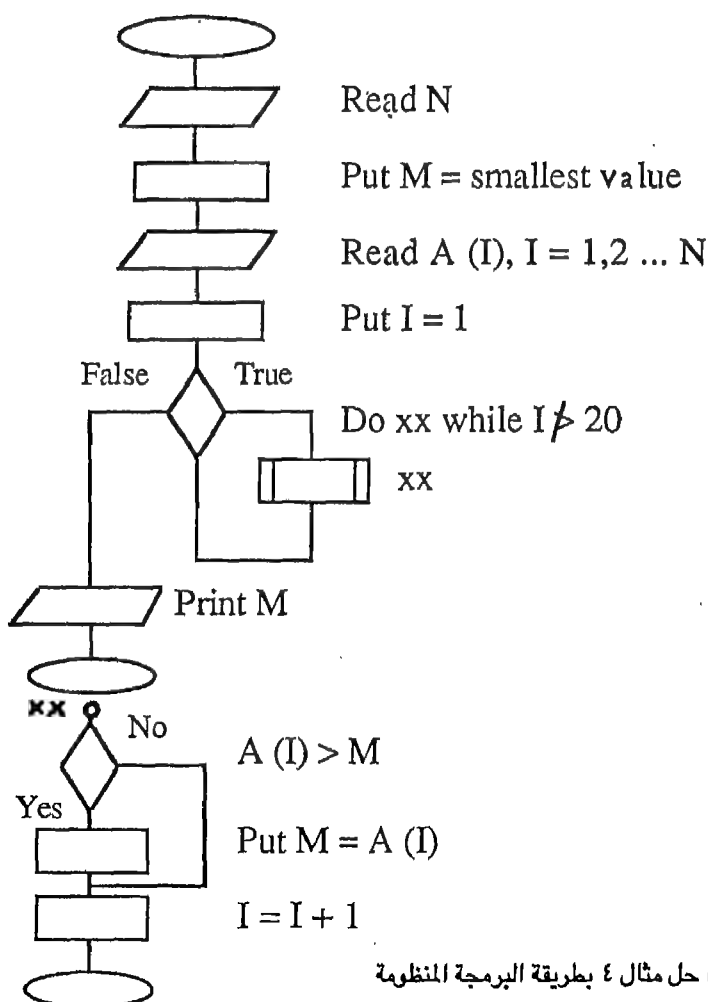 Read N
Put M = smallest value
Read A (I), I = 1,2 ... N
Put I = 1
False True
Do xx while I ≯ 20
xx
Print M
xx
No
A (I) > M
Yes
Put M = A (I)
I = I + 1
حل مثال ٤ بطريقة البرمجة المنظومة